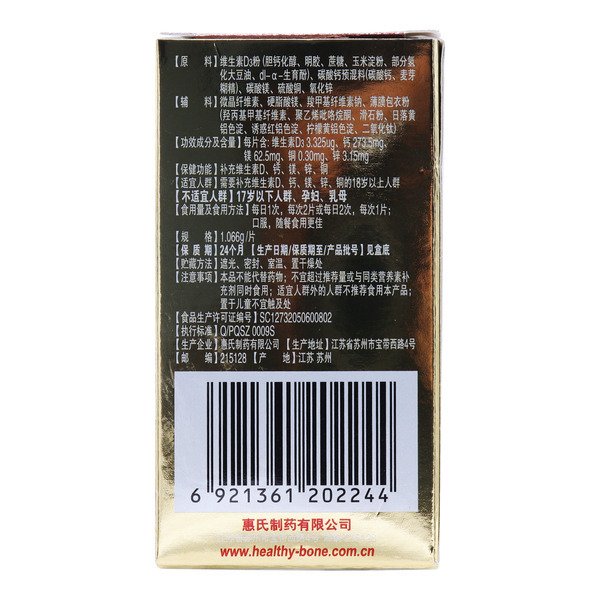 【原 料】维生素D₃粉(胆钙化醇、明胶、蔗糖、玉米淀粉、部分氢
化大豆油、dl-α-生育酚)、碳酸钙预混料(碳酸钙、麦芽
糊精)、碳酸镁、硫酸铜、氧化锌
【辅 料】微晶纤维素、硬脂酸镁、羧甲基纤维素钠、薄膜包衣粉
(羟丙基甲基纤维素、聚乙烯吡咯烷酮、滑石粉、日落黄
铝色淀、诱惑红铝色淀、柠檬黄铝色淀、二氧化钛)
【功效成分及含量】每片含: 维生素D₃ 3.325ug、钙 273.5mg、
镁 62.5mg、铜 0.30mg、锌 3.15mg
【保健功能】补充维生素D、钙、镁、锌、铜
【适宜人群】需要补充维生素D、钙、镁、锌、铜的18岁以上人群
【不适宜人群】17岁以下人群、孕妇、乳母
【食用量及食用方法】每日1次，每次2片或每日2次，每次1片;
口服，随餐食用更佳
【规 格】1.066g/片
【保 质 期】24个月 【生产日期/保质期至/产品批号】见盒底
【贮藏方法】遮光、密封、室温、置干燥处
【注意事项】本品不能代替药物；不宜超过推荐量或与同类营养素补
充剂同时食用；适宜人群外的人群不推荐食用本产品；
置于儿童不宜触及处
【食品生产许可证编号】SC12732050600802
【执行标准】Q/PQSZ 0009S
【生产企业】惠氏制药有限公司 【生产地址】江苏省苏州市宝带西路4号
【邮 编】215128 【产 地】江苏 苏州
6 921361 202244
惠氏制药有限公司
www.healthy-bone.com.cn